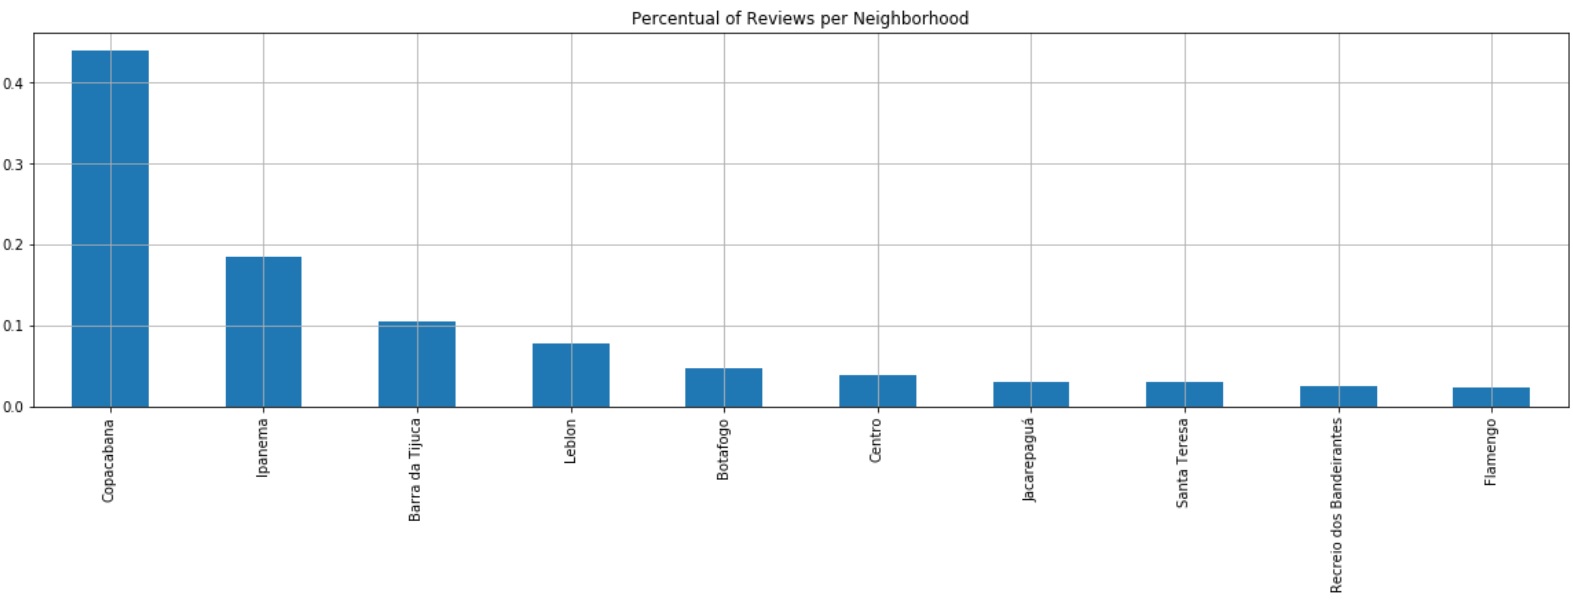 Percentual of Reviews per Neighborhood
0.4
0.3
0.2
0.1
0.0
Copacabana
Ipanema
Barra da Tijuca
Leblon
Botafogo
Centro
Jacarepaguá
Santa Teresa
Recreio dos Bandeirantes
Flamengo